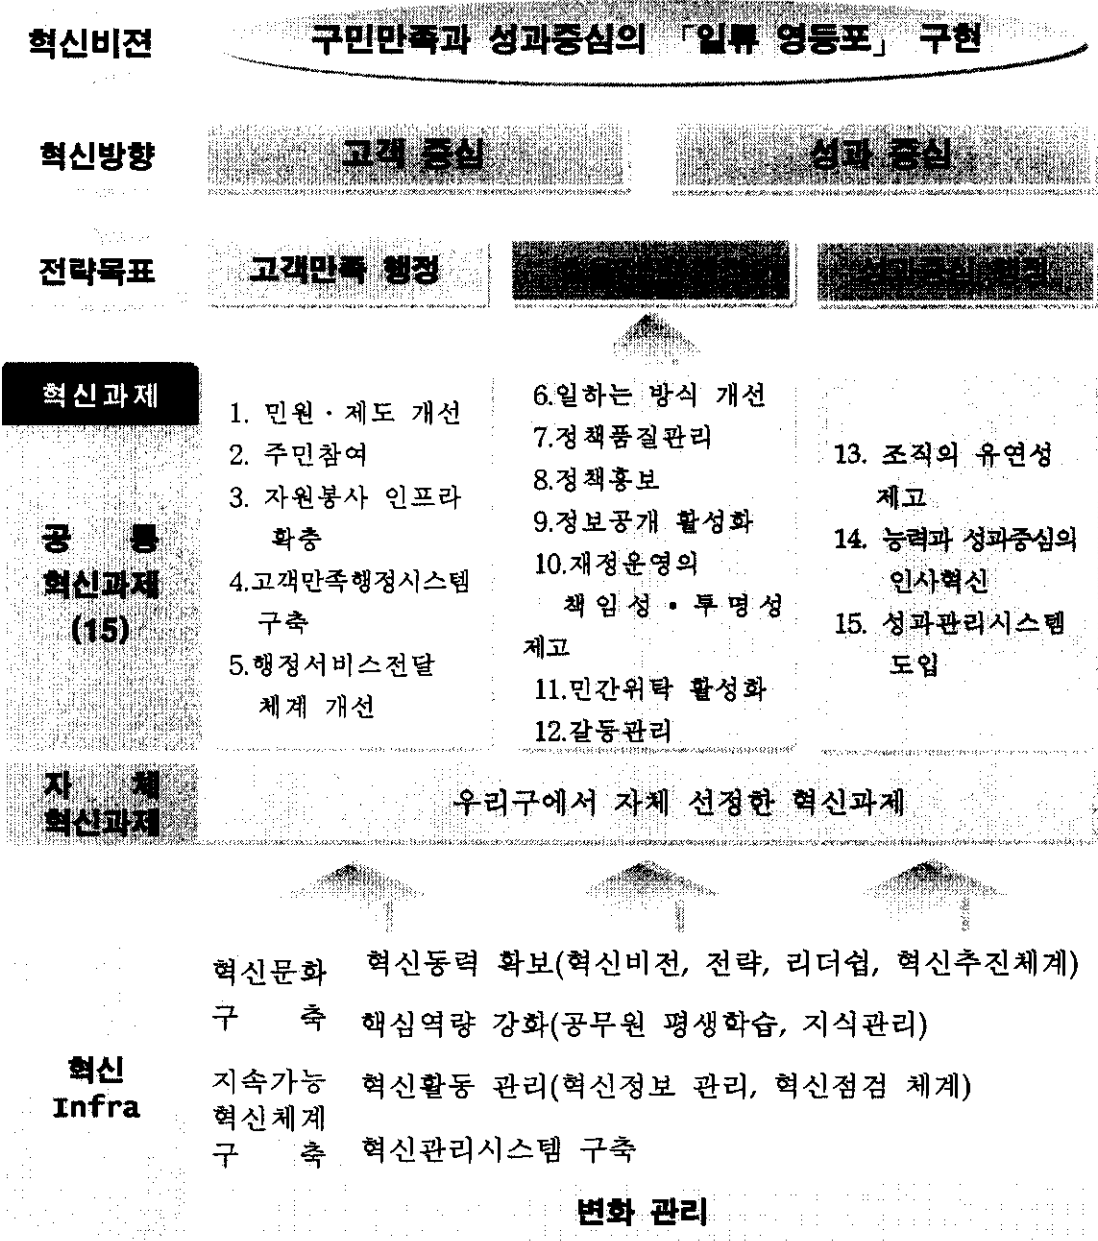 혁신비젼
구민만족과 성과중심의 「일류 영등포」 구현
혁신방향
고객 중심
성과 중심
전략목표
고객만족 행정
성과중심 행정
혁신과제
공 통
혁신과제
(15)
1. 민원·제도 개선
2. 주민참여
3. 자원봉사 인프라
확충
4.고객만족행정시스템
구축
5.행정서비스전달
체계 개선
6.일하는 방식 개선
7.정책품질관리
8.정책홍보
9.정보공개 활성화
10.재정운영의
책임성·투명성
제고
11.민간위탁 활성화
12.갈등관리
13. 조직의 유연성
제고
14. 능력과 성과중심의
인사혁신
15. 성과관리시스템
도입
자 체
혁신과제
우리구에서 자체 선정한 혁신과제
혁신
Infra
혁신문화
구 축
혁신동력 확보(혁신비전, 전략, 리더쉽, 혁신추진체계)
핵심역량 강화(공무원 평생학습, 지식관리)
지속가능
혁신체계
구 축
혁신활동 관리(혁신정보 관리, 혁신점검 체계)
혁신관리시스템 구축
변화 관리